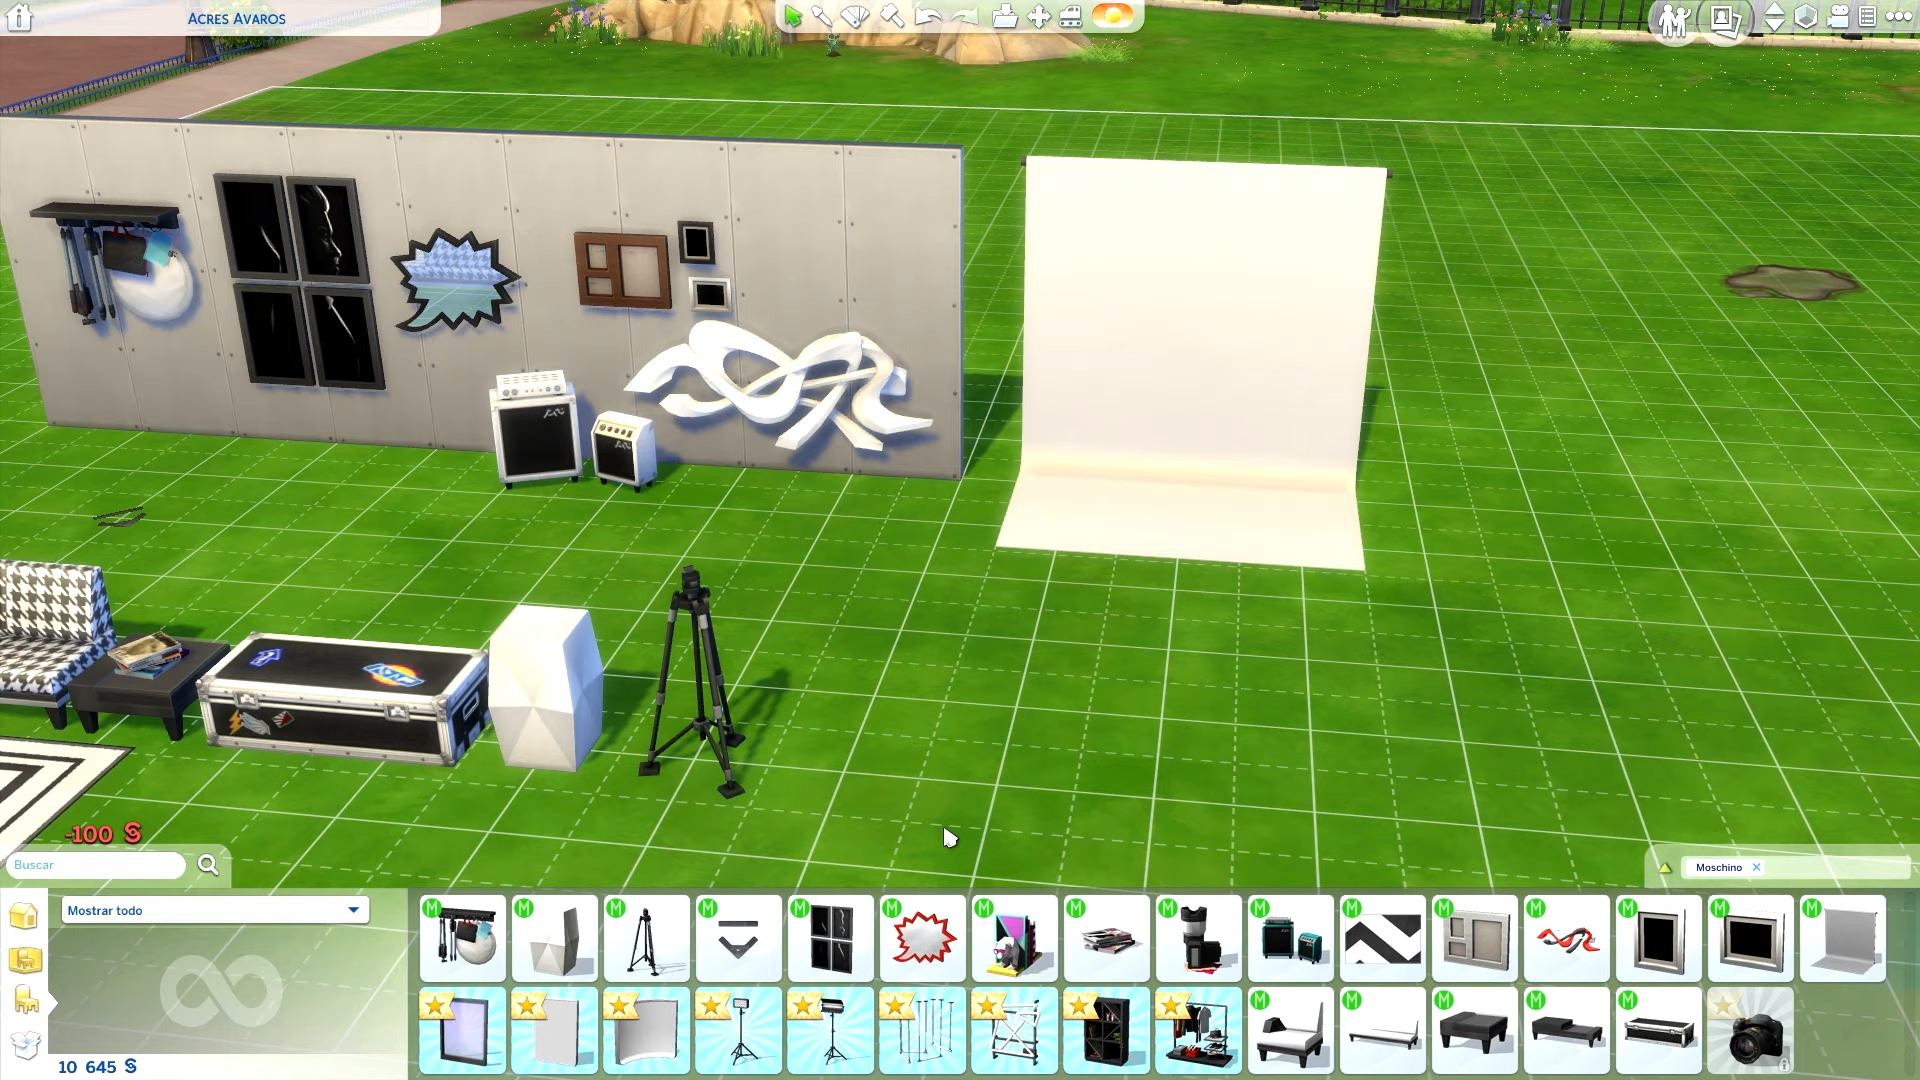 Acres Avaros
-100 §
Buscar
Moschino ×
Mostrar todo
10 645 §